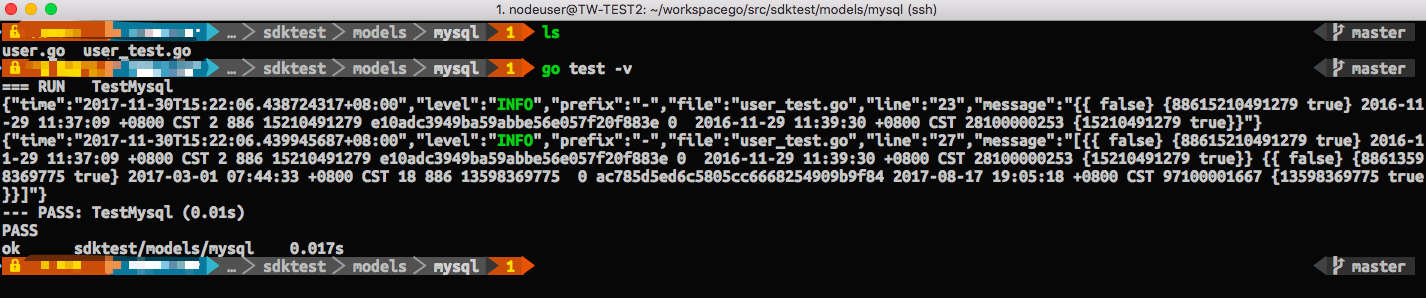 1. nodeuser@TW-TEST2: ~/workspacego/src/sdktest/models/mysql (ssh)
… sdktest models mysql 1 ls master
user.go user_test.go
… sdktest models mysql 1 go test -v master
=== RUN TestMysql
{"time":"2017-11-30T15:22:06.438724317+08:00","level":"INFO","prefix":"-","file":"user_test.go","line":"23","message":"{{ false} {88615210491279 true} 2016-
11-29 11:37:09 +0800 CST 2 886 15210491279 e10adc3949ba59abbe56e057f20f883e 0  2016-11-29 11:39:30 +0800 CST 28100000253 {15210491279 true}}"}
{"time":"2017-11-30T15:22:06.439945687+08:00","level":"INFO","prefix":"-","file":"user_test.go","line":"27","message":"[{{ false} {88615210491279 true} 2016-1
1-29 11:37:09 +0800 CST 2 886 15210491279 e10adc3949ba59abbe56e057f20f883e 0  2016-11-29 11:39:30 +0800 CST 28100000253 {15210491279 true}} {{ false} {8861359
8369775 true} 2017-03-01 07:44:33 +0800 CST 18 886 13598369775  0 ac785d5ed6c5805cc6668254909b9f84 2017-08-17 19:05:18 +0800 CST 97100001667 {13598369775 true
}}]"}
--- PASS: TestMysql (0.01s)
PASS
ok sdktest/models/mysql 0.017s
… sdktest models mysql 1 master